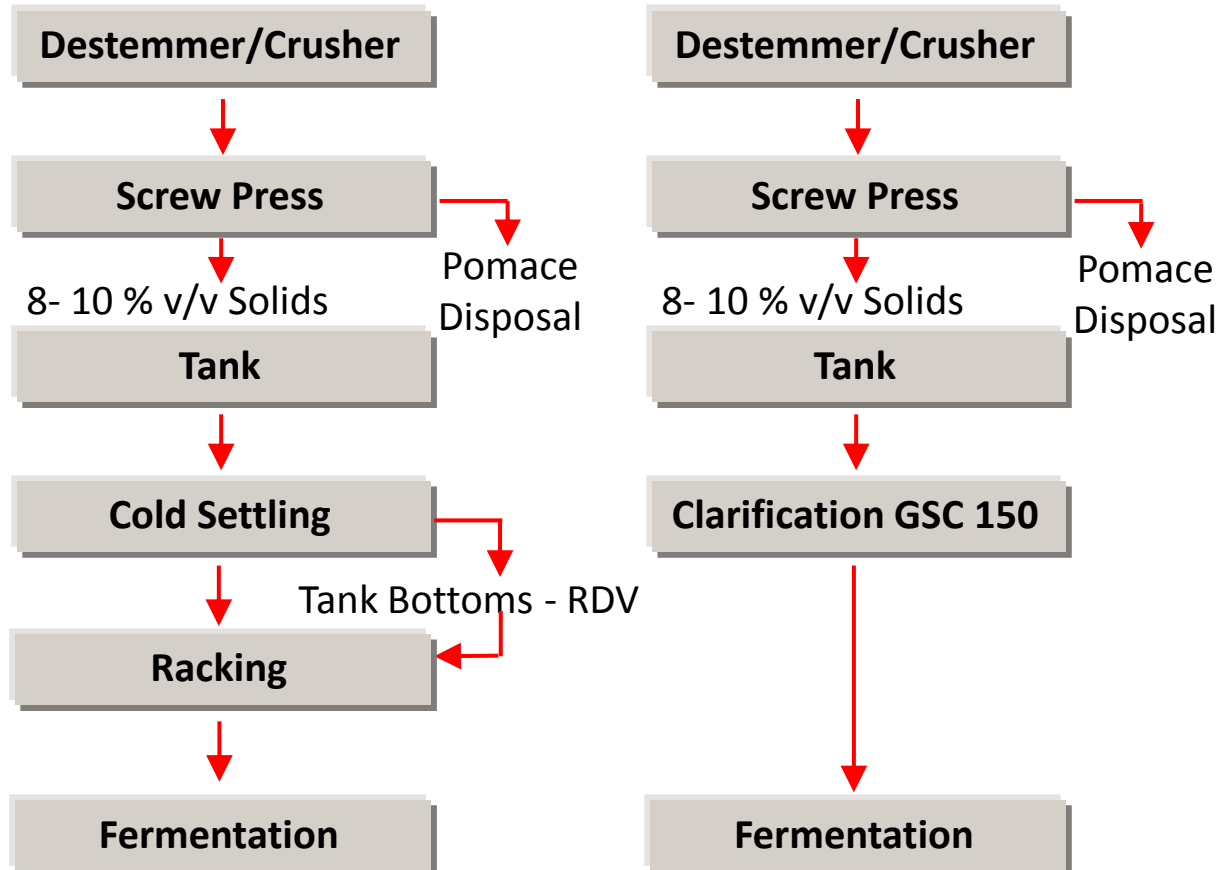 Destemmer/Crusher
Screw Press
Pomace
Disposal
8- 10 % v/v Solids
Tank
Cold Settling
Tank Bottoms - RDV
Racking
Fermentation
Destemmer/Crusher
Screw Press
Pomace
Disposal
8- 10 % v/v Solids
Tank
Clarification GSC 150
Fermentation